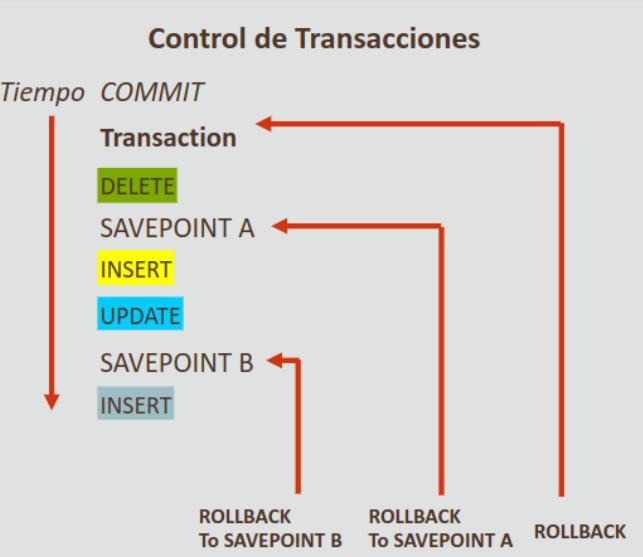 Control de Transacciones
Tiempo COMMIT
Transaction
DELETE
SAVEPOINT A
INSERT
UPDATE
SAVEPOINT B
INSERT
ROLLBACK
To SAVEPOINT B
ROLLBACK
To SAVEPOINT A
ROLLBACK